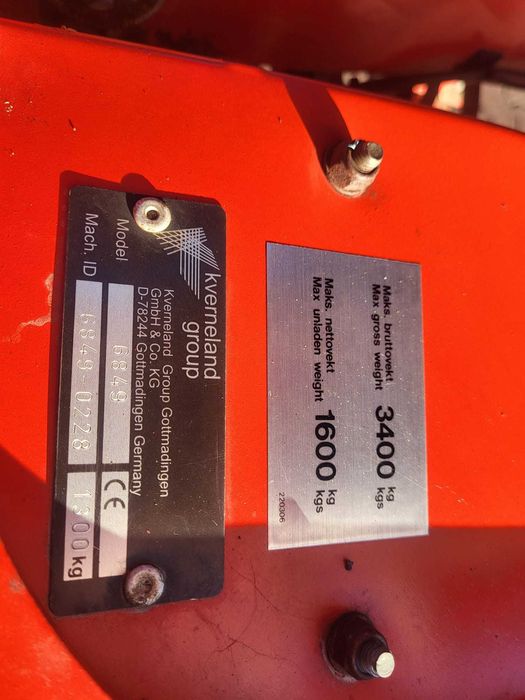 kverneland
group
Kverneland Group Gottmadingen
GmbH & Co. KG
D-78244 Gottmadingen Germany
Model 6849 CE
Mach. ID 6849-0228 1300 kg
Maks. bruttovekt
Max gross weight 3400 kg
kgs
Maks. nettovekt
Max unladen weight 1600 kg
kgs
220306